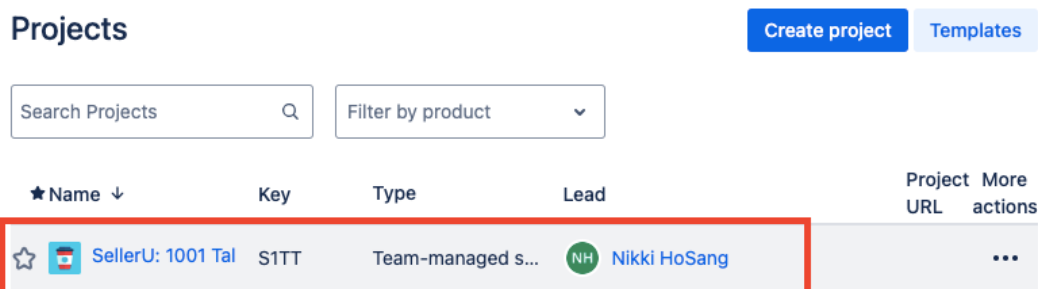 Projects
Create project
Templates
Search Projects
Filter by product
Name Key Type Lead Project URL More actions
SellerU: 1001 Tal S1TT Team-managed s... NH Nikki HoSang